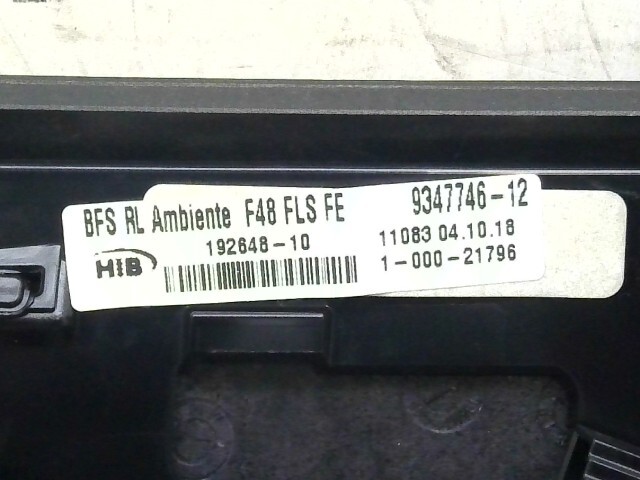 BFS RL Ambiente F48 FLS FE 9347746-12
192648-10 11083 04.10.18
HIB 1-000-21796